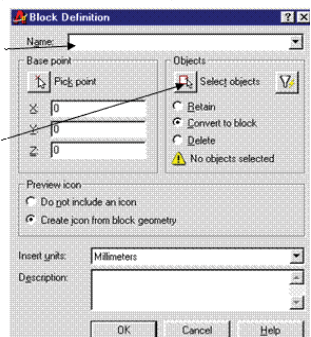 Block Definition
Name:
Base point
Pick point
X: 0
Y: 0
Z: 0
Objects
Select objects
Retain
Convert to block
Delete
No objects selected
Preview icon
Do not include an icon
Create icon from block geometry
Insert units: Millimeters
Description:
OK Cancel Help